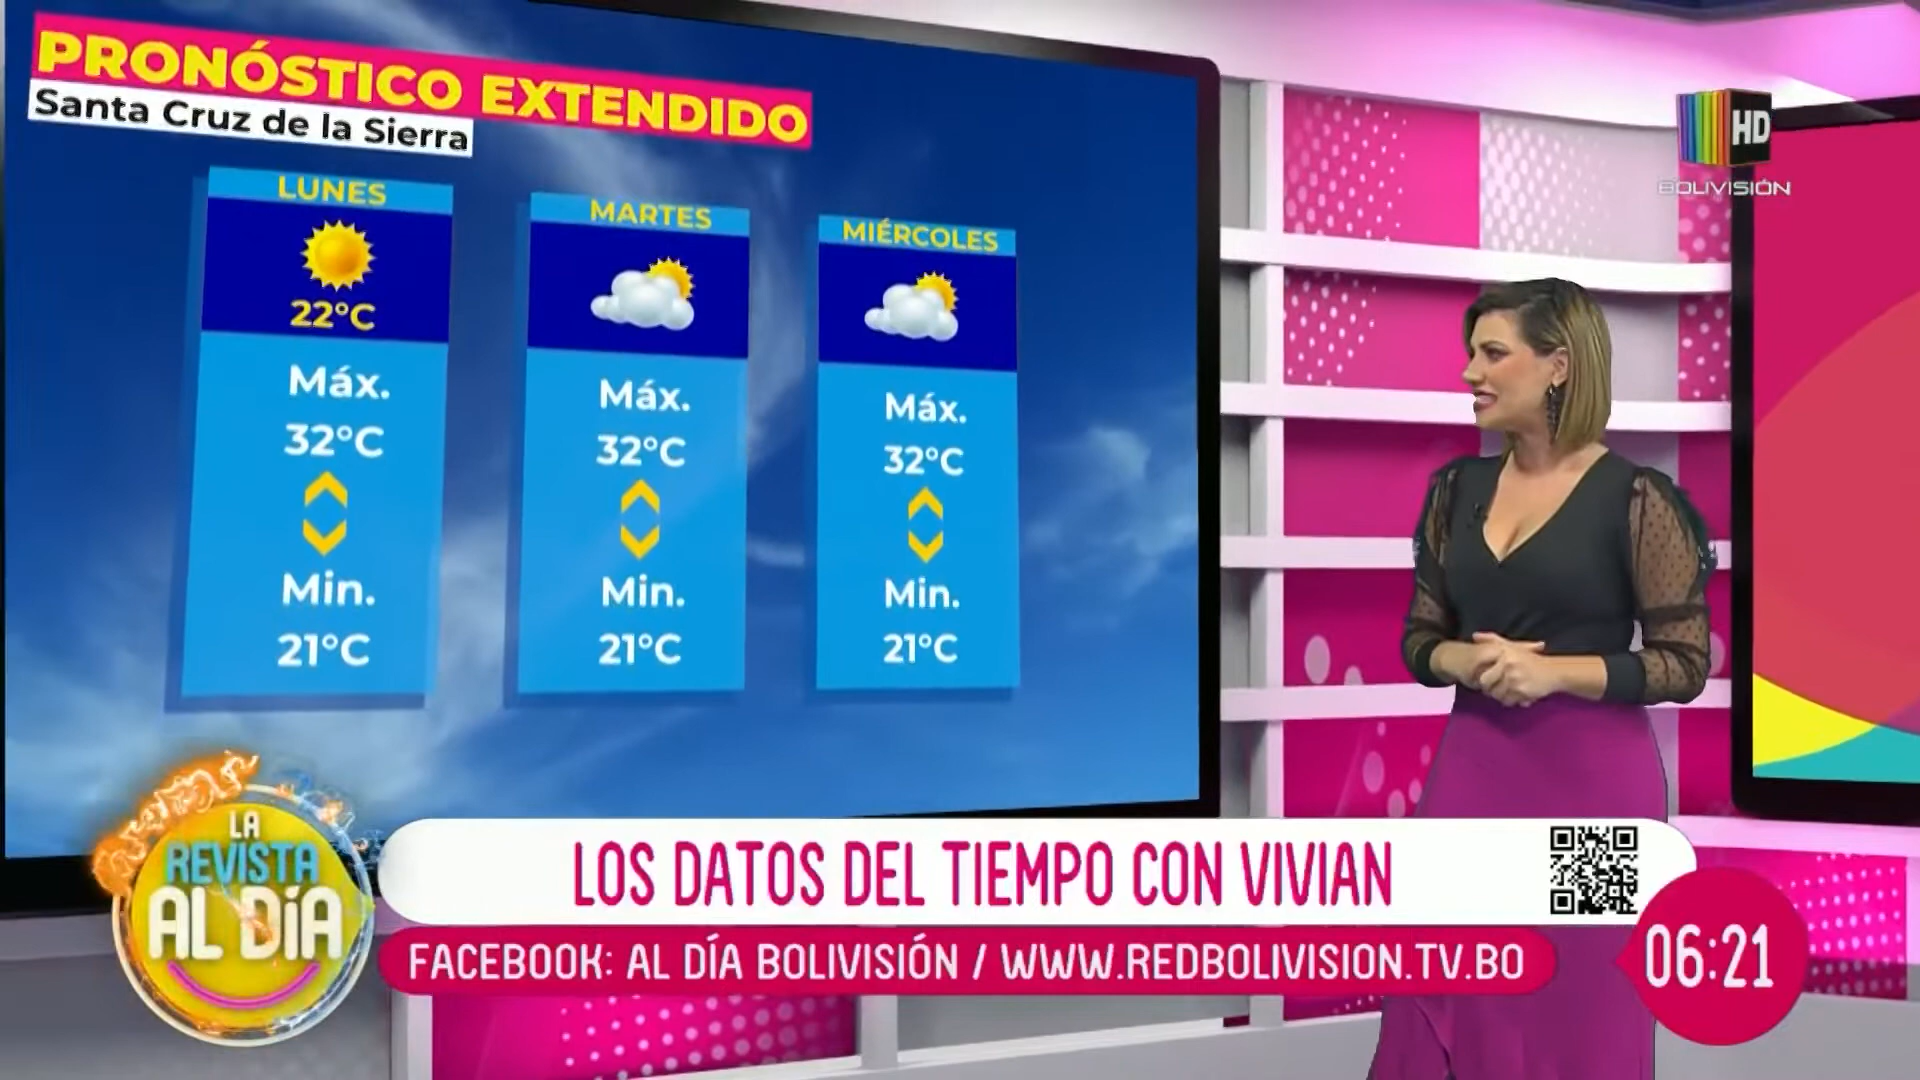 PRONÓSTICO EXTENDIDO
Santa Cruz de la Sierra
LUNES
22°C
Máx.
32°C
Min.
21°C
MARTES
Máx.
32°C
Min.
21°C
MIÉRCOLES
Máx.
32°C
Min.
21°C
HD
BOLIVISIÓN
LA
REVISTA
AL DÍA
LOS DATOS DEL TIEMPO CON VIVIAN
FACEBOOK: AL DÍA BOLIVISIÓN / WWW.REDBOLIVISION.TV.BO
06:21